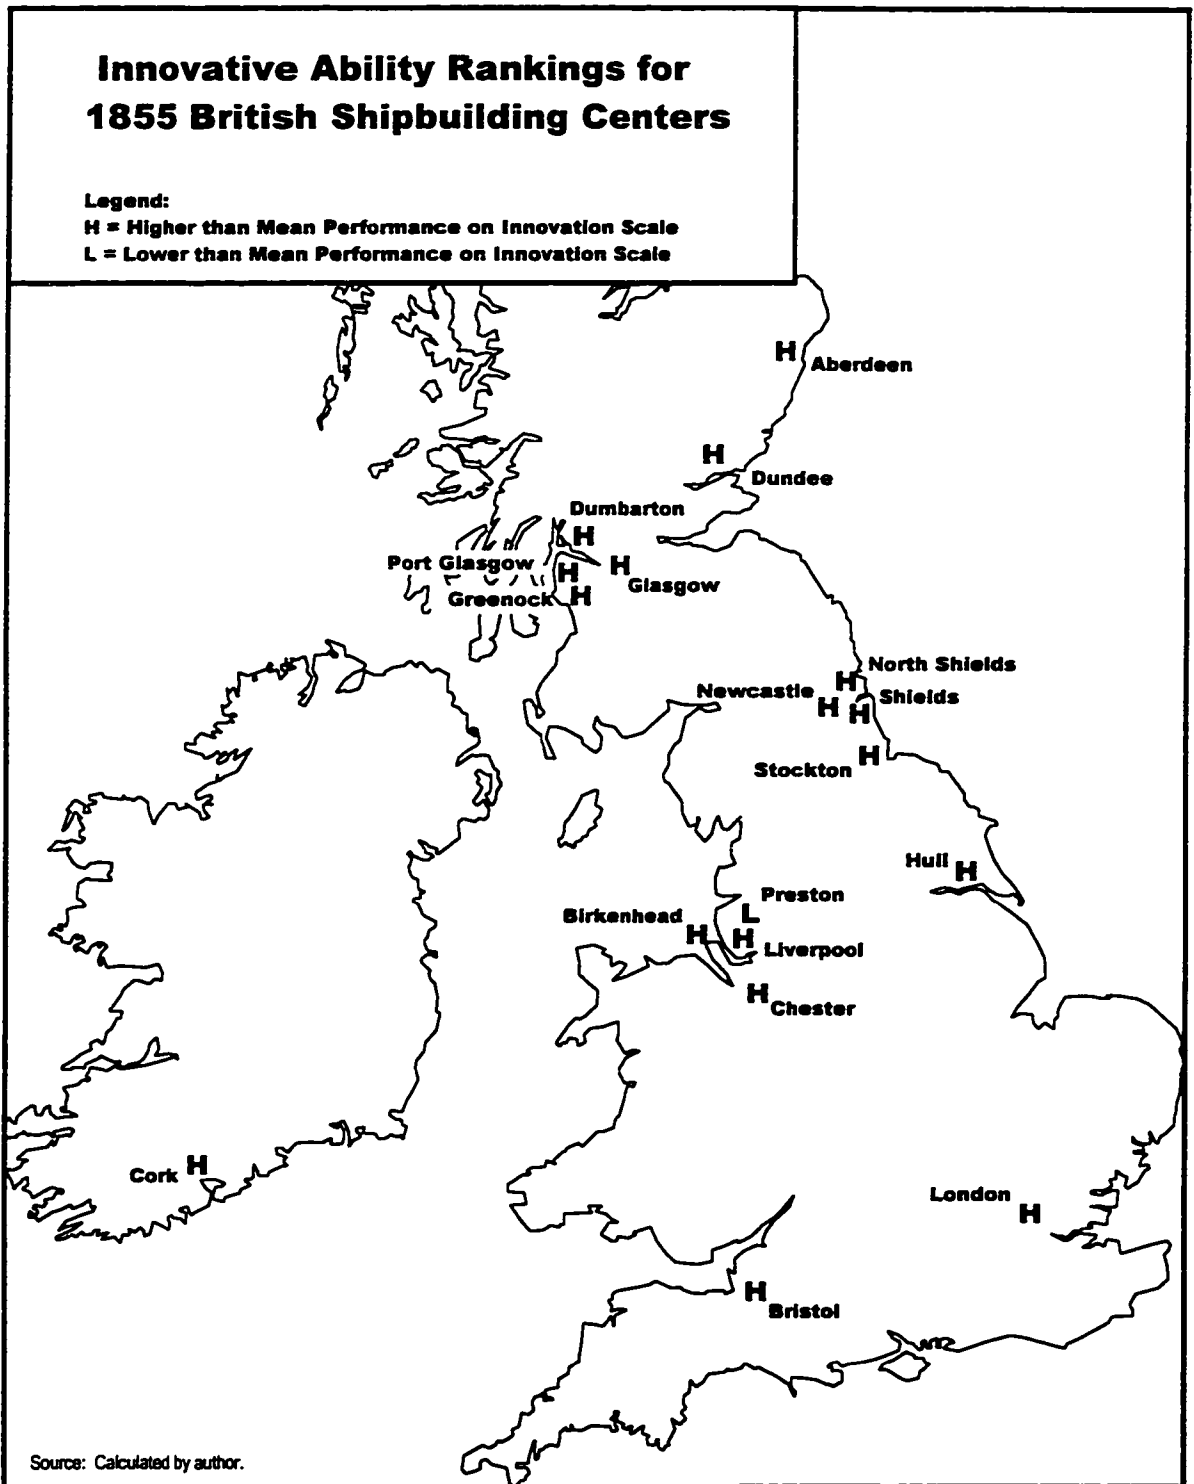 Innovative Ability Rankings for
1855 British Shipbuilding Centers
Legend:
H = Higher than Mean Performance on Innovation Scale
L = Lower than Mean Performance on Innovation Scale
H
Aberdeen
H
Dundee
Dumbarton
H
Port Glasgow
H
H
Glasgow
Greenock H
North Shields
H
Newcastle
H
Shields
H
H
Stockton
Hull H
Preston
L
Birkenhead
H
H
Liverpool
H
Chester
Cork H
London
H
H
Bristol
Source: Calculated by author.